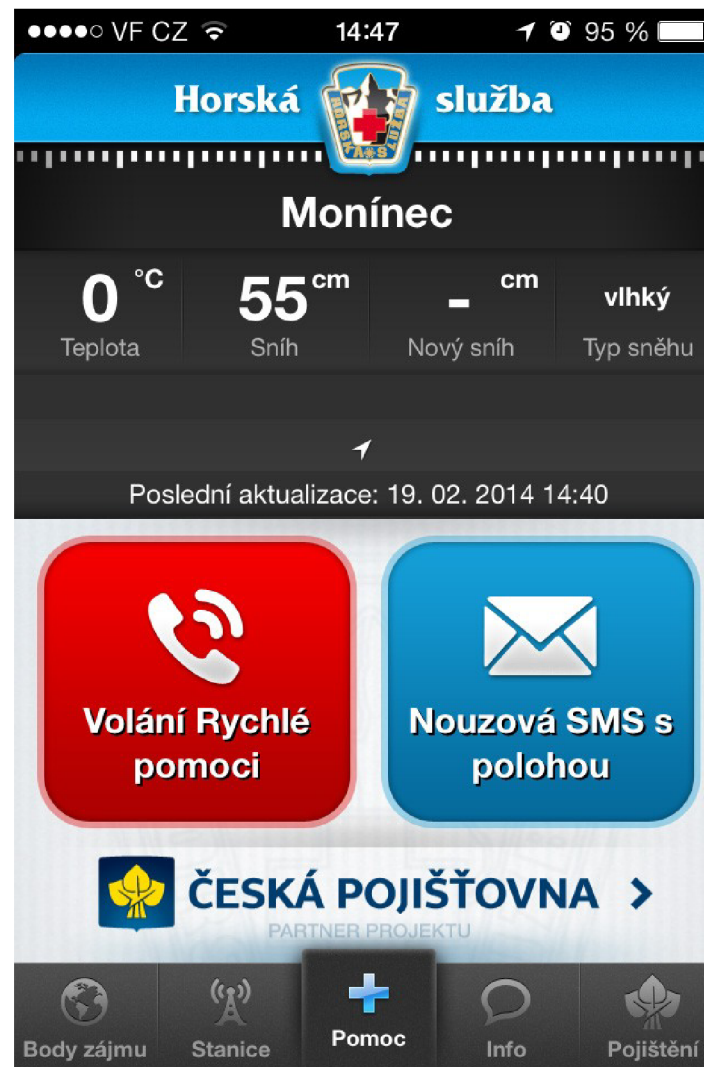 VF CZ 14:47 95 %
Horská služba
HORSKÁ SLUŽBA
Monínec
0 °C 55 cm - cm vlhký
Teplota Sníh Nový sníh Typ sněhu
Poslední aktualizace: 19. 02. 2014 14:40
Volání Rychlé
pomoci
Nouzová SMS s
polohou
ČESKÁ POJIŠŤOVNA >
PARTNER PROJEKTU
Body zájmu Stanice Pomoc Info Pojištění